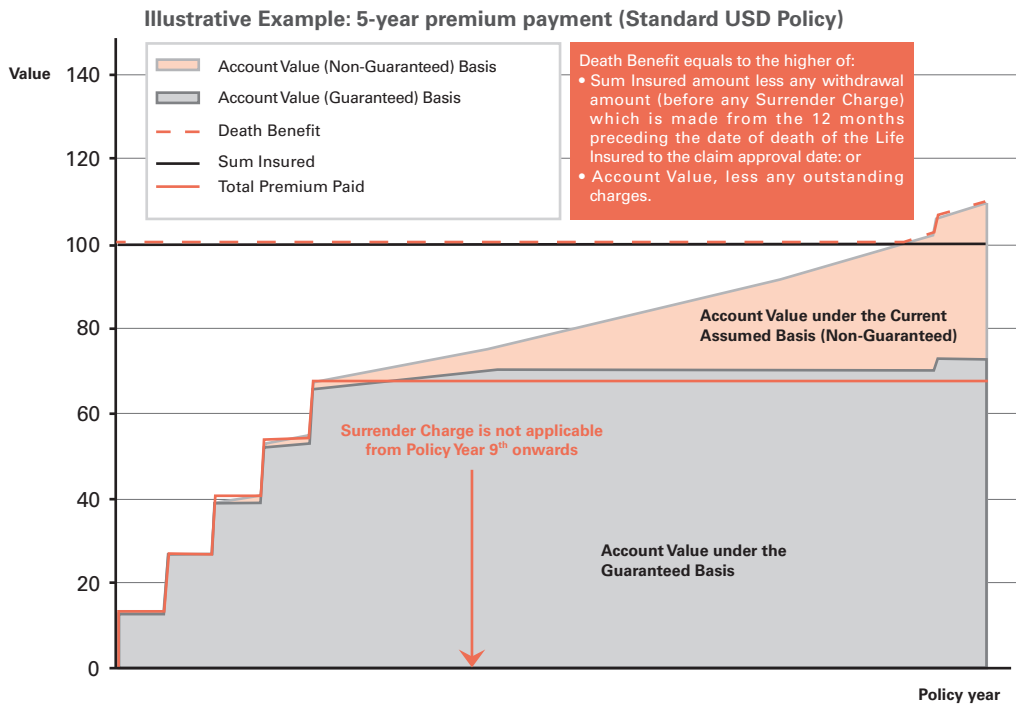 Illustrative Example: 5-year premium payment (Standard USD Policy)
Value
140
120
100
80
60
40
20
0
Account Value (Non-Guaranteed) Basis
Account Value (Guaranteed) Basis
Death Benefit
Sum Insured
Total Premium Paid
Death Benefit equals to the higher of:
• Sum Insured amount less any withdrawal
amount (before any Surrender Charge)
which is made from the 12 months
preceding the date of death of the Life
Insured to the claim approval date: or
• Account Value, less any outstanding
charges.
Account Value under the Current
Assumed Basis (Non-Guaranteed)
Surrender Charge is not applicable
from Policy Year 9th onwards
Account Value under the
Guaranteed Basis
Policy year